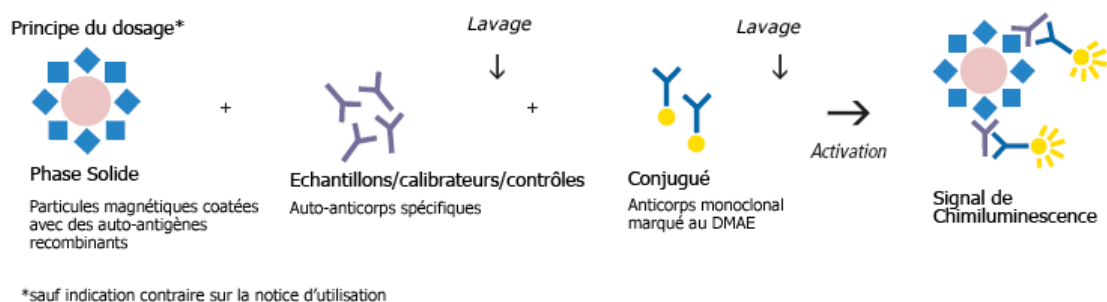 Principe du dosage*
Lavage
Lavage
↓
↓
+
+
→
Activation
Phase Solide
Particules magnétiques coatées
avec des auto-antigènes
recombinants
Echantillons/calibrateurs/contrôles
Auto-anticorps spécifiques
Conjugué
Anticorps monoclonal
marqué au DMAE
Signal de
Chimiluminescence
*sauf indication contraire sur la notice d'utilisation